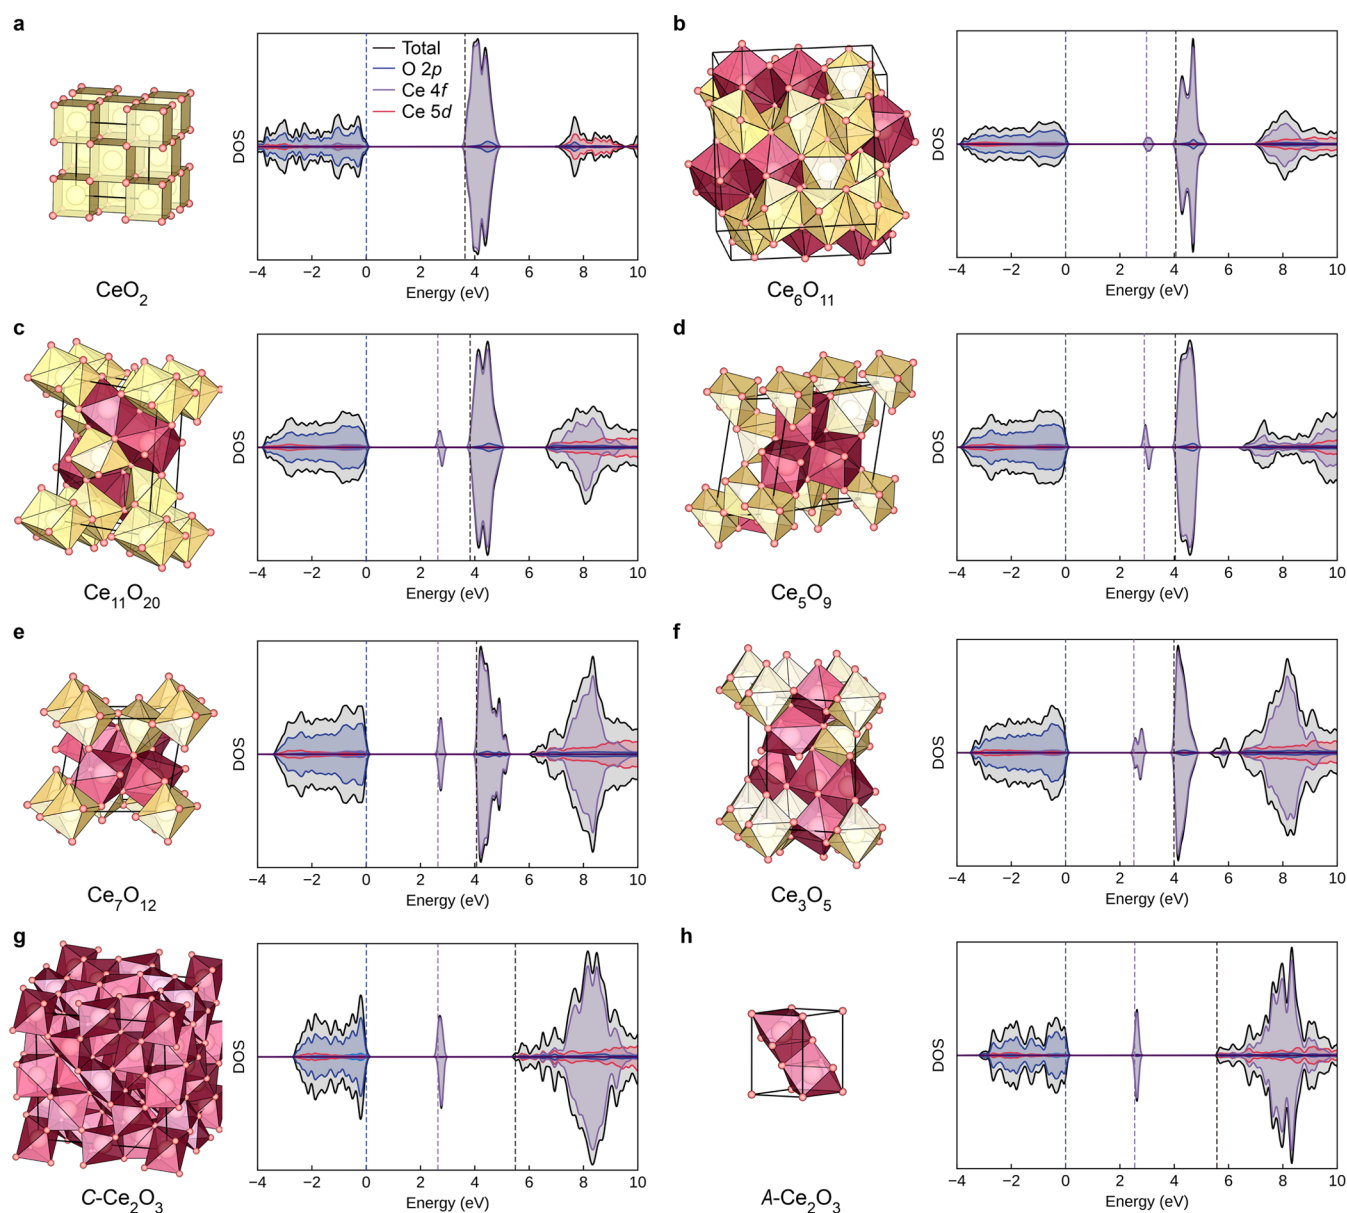 a
DOS
Total
O 2p
Ce 4f
Ce 5d
−4 −2 0 2 4 6 8 10
Energy (eV)
CeO2
b
DOS
−4 −2 0 2 4 6 8 10
Energy (eV)
Ce6O11
c
DOS
−4 −2 0 2 4 6 8 10
Energy (eV)
Ce11O20
d
DOS
−4 −2 0 2 4 6 8 10
Energy (eV)
Ce5O9
e
DOS
−4 −2 0 2 4 6 8 10
Energy (eV)
Ce7O12
f
DOS
−4 −2 0 2 4 6 8 10
Energy (eV)
Ce3O5
g
DOS
−4 −2 0 2 4 6 8 10
Energy (eV)
C-Ce2O3
h
DOS
−4 −2 0 2 4 6 8 10
Energy (eV)
A-Ce2O3